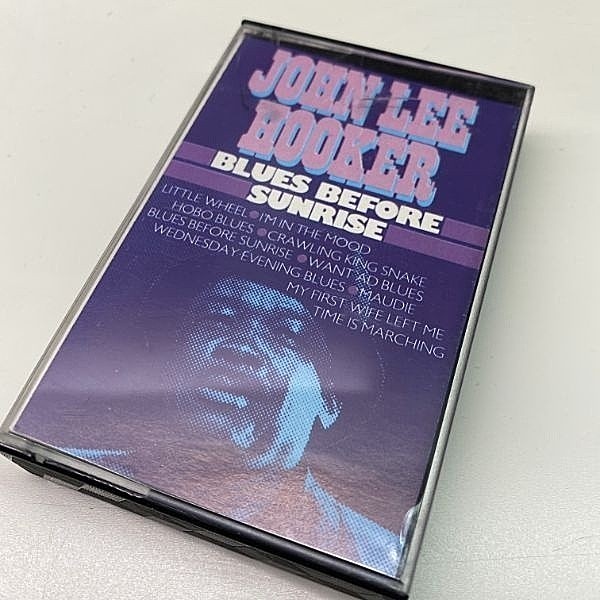 JOHN LEE
HOOKER
BLUES BEFORE
SUNRISE
LITTLE WHEEL • I'M IN THE MOOD
HOBO BLUES • CRAWLING KING SNAKE
BLUES BEFORE SUNRISE • WANT AD BLUES
WEDNESDAY EVENING BLUES • MAUDIE
MY FIRST WIFE LEFT ME
TIME IS MARCHING